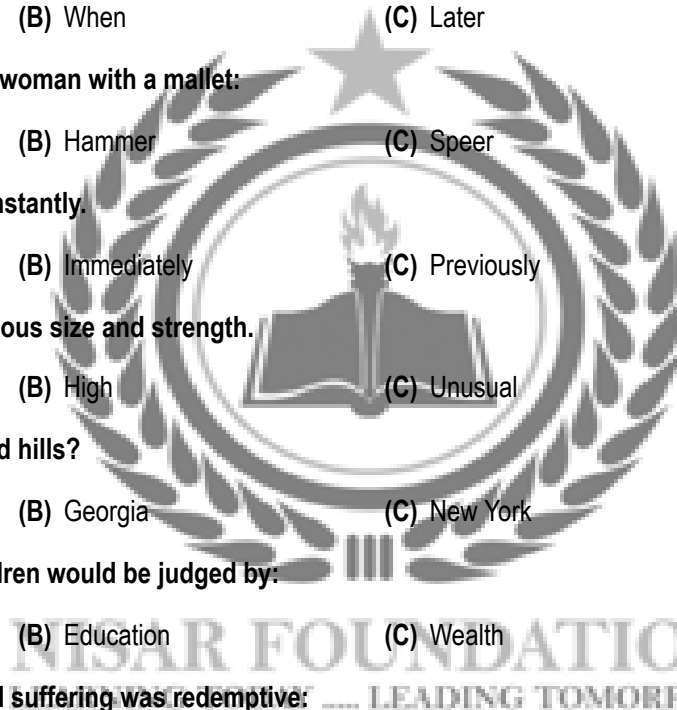 (B) When (C) Later
woman with a mallet:
(B) Hammer (C) Speer
nstantly.
(B) Immediately (C) Previously
ous size and strength.
(B) High (C) Unusual
d hills?
(B) Georgia (C) New York
dren would be judged by:
(B) Education (C) Wealth
NISAR FOUNDATIO
d suffering was redemptive:
..... LEADING TOMORR